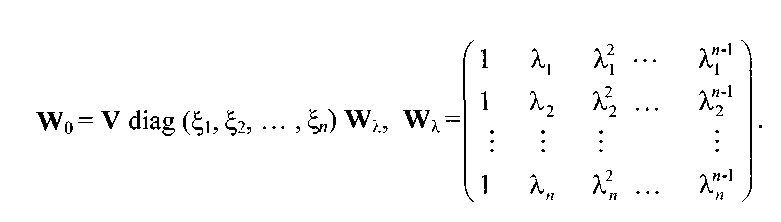 W₀ = V diag (ξ₁, ξ₂, … , ξₙ) W_λ, W_λ = 
( 1 λ₁ λ₁² ⋯ λ₁ⁿ⁻¹
1 λ₂ λ₂² … λ₂ⁿ⁻¹
⋮ ⋮ ⋮ ⋮
1 λₙ λₙ² … λₙⁿ⁻¹ ) .